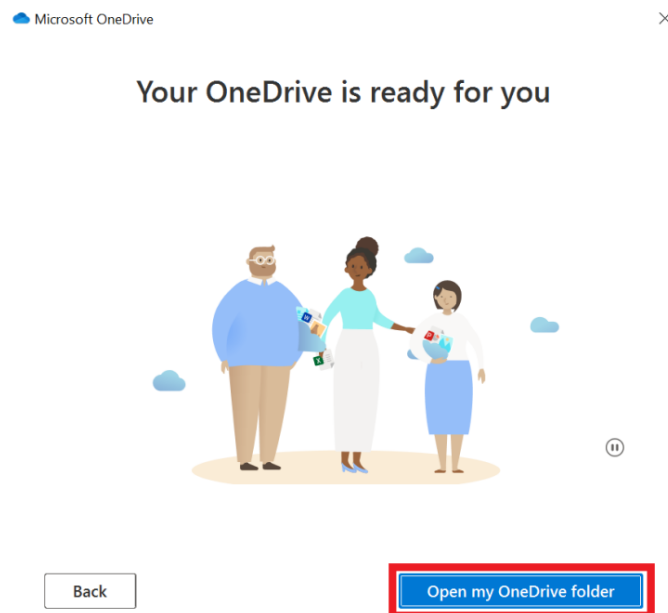 Microsoft OneDrive
Your OneDrive is ready for you
W
P
X
Back
Open my OneDrive folder